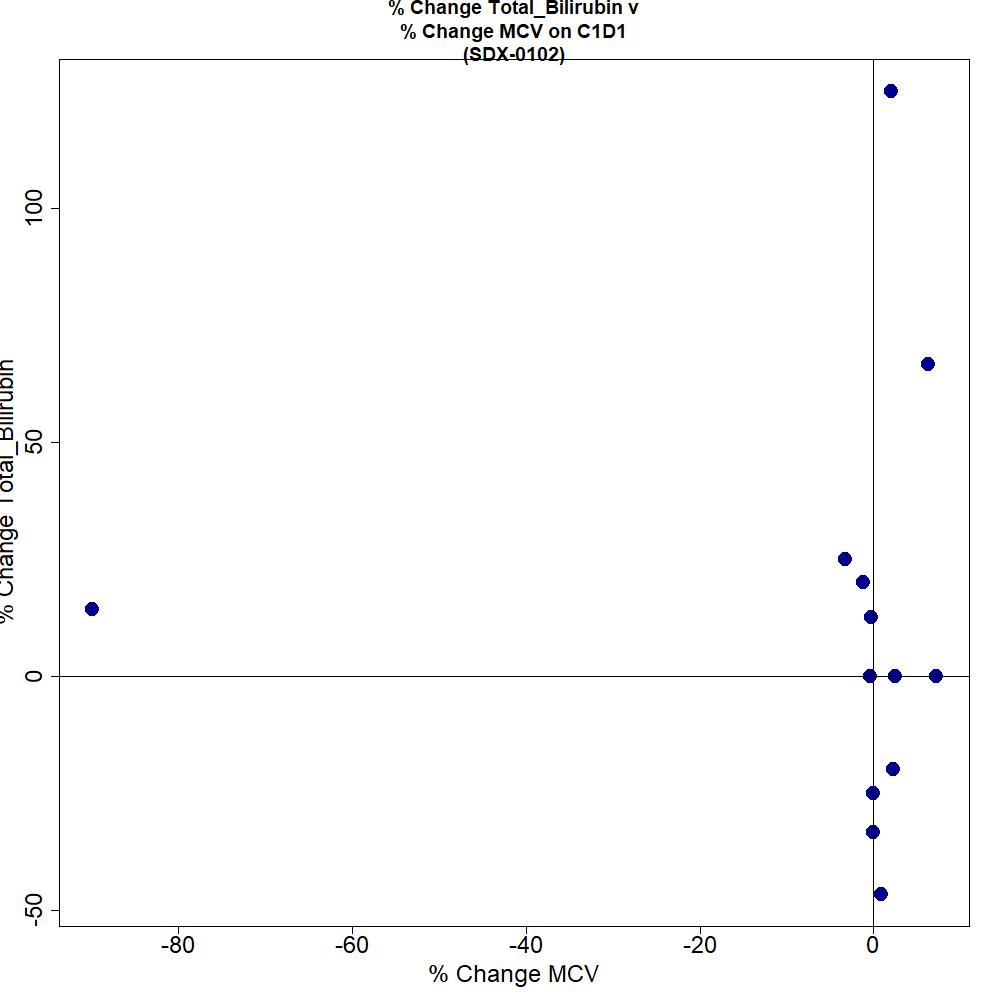 % Change Total_Bilirubin v
% Change MCV on C1D1
(SDX-0102)
% Change Total_Bilirubin
100
50
0
-50
-80
-60
-40
-20
0
% Change MCV